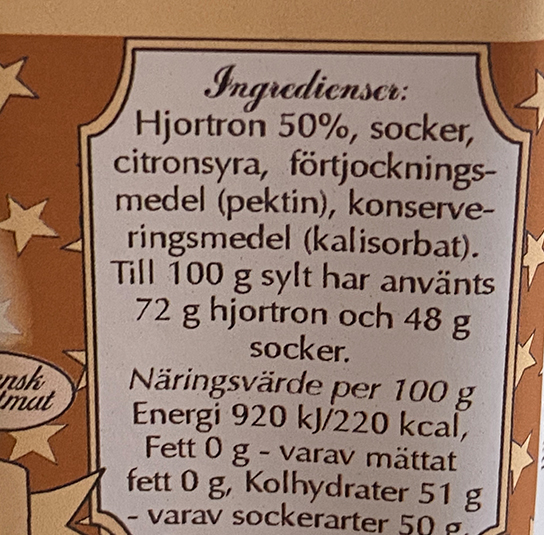 Ingredienser:
Hjortron 50%, socker,
citronsyra, förtjocknings-
medel (pektin), konserve-
ringsmedel (kalisorbat).
Till 100 g sylt har använts
72 g hjortron och 48 g
socker.
Näringsvärde per 100 g
Energi 920 kJ/220 kcal,
Fett 0 g - varav mättat
fett 0 g, Kolhydrater 51 g
- varav sockerarter 50 g,